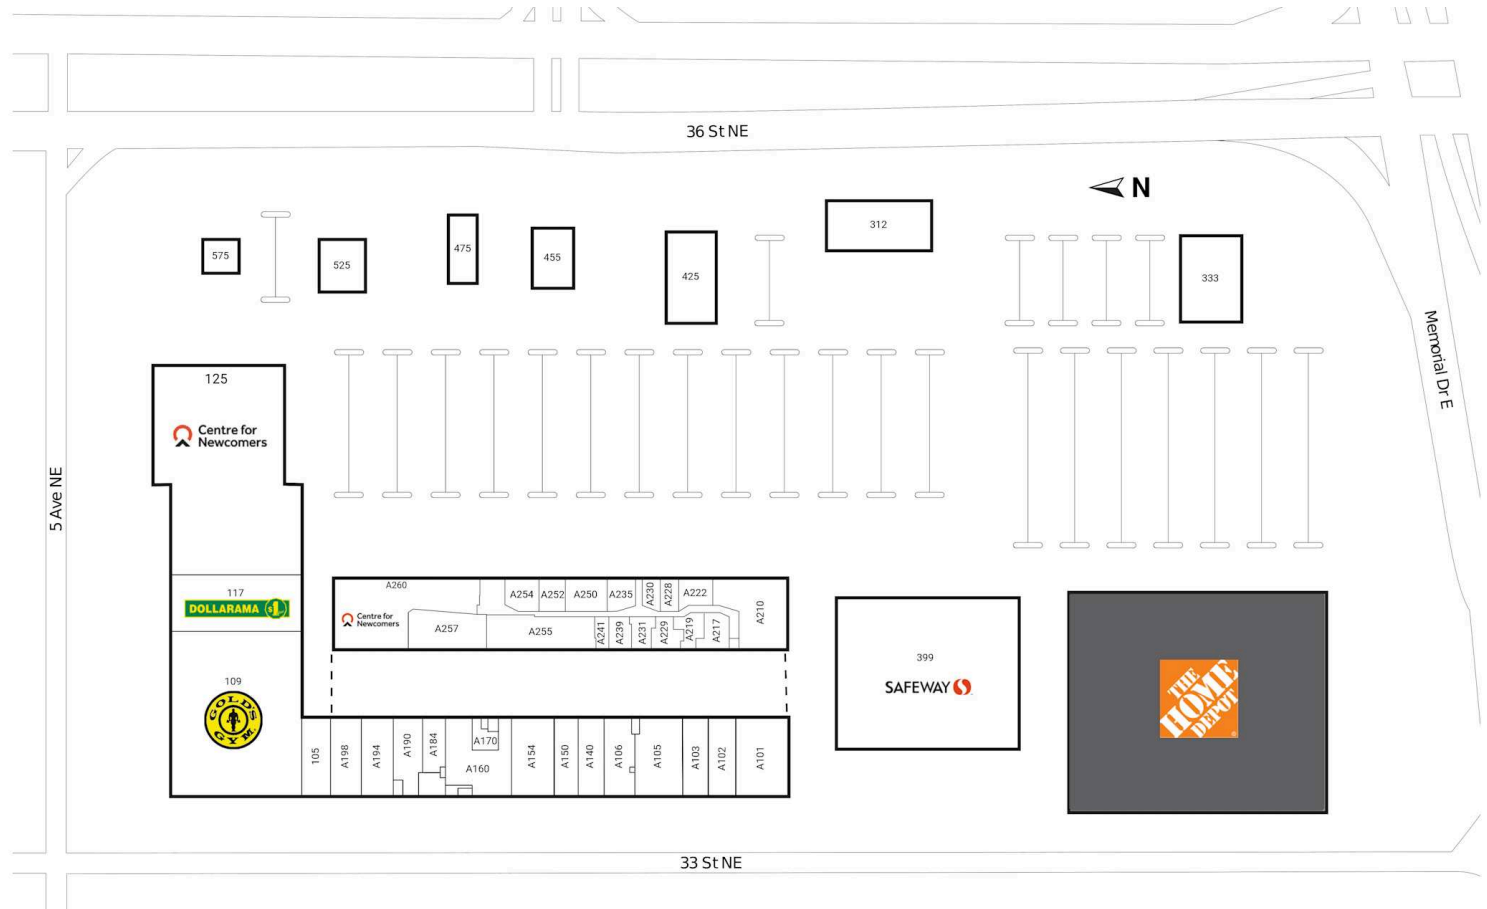 36 St NE
N
312
575
525
475
455
425
333
Memorial Dr E
125
Centre for
Newcomers
5 Ave NE
117
DOLLARAMA $1
A260
Centre for
Newcomers
A254
A252
A250
A235
A230
A228
A222
A210
A257
A255
A241
A239
A231
A229
A219
A217
399
SAFEWAY
THE
HOME
DEPOT
109
GOLD'S
GYM
105
A198
A194
A190
A184
A170
A160
A154
A150
A140
A106
A105
A103
A102
A101
33 St NE